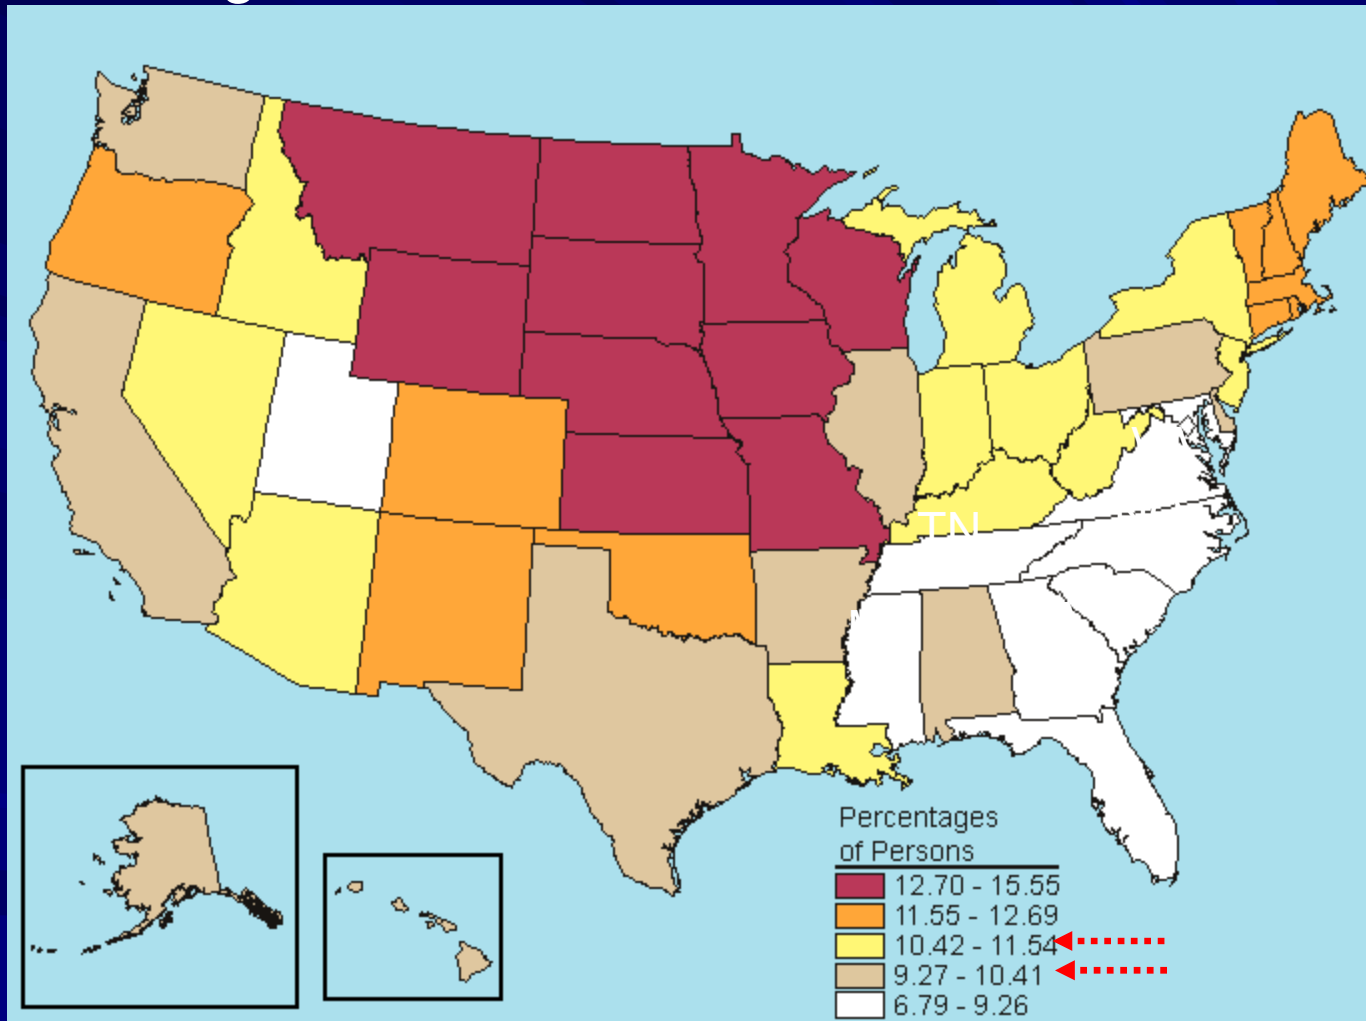 TN
Percentages
of Persons
12.70 - 15.55
11.55 - 12.69
10.42 - 11.54
9.27 - 10.41
6.79 - 9.26